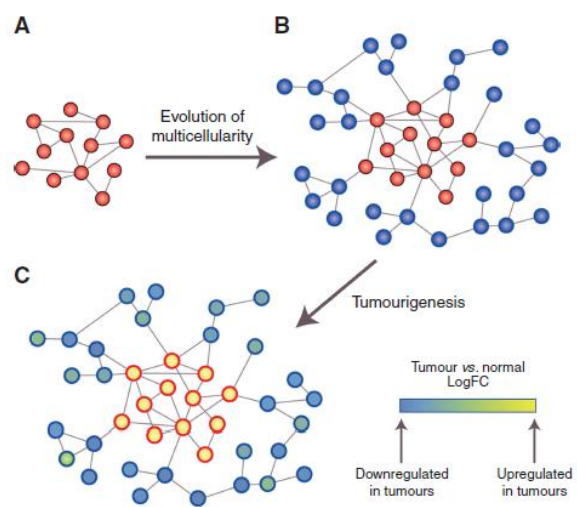 A
B
Evolution of
multicellularity
C
Tumourigenesis
Tumour vs. normal
LogFC
Downregulated
in tumours
Upregulated
in tumours